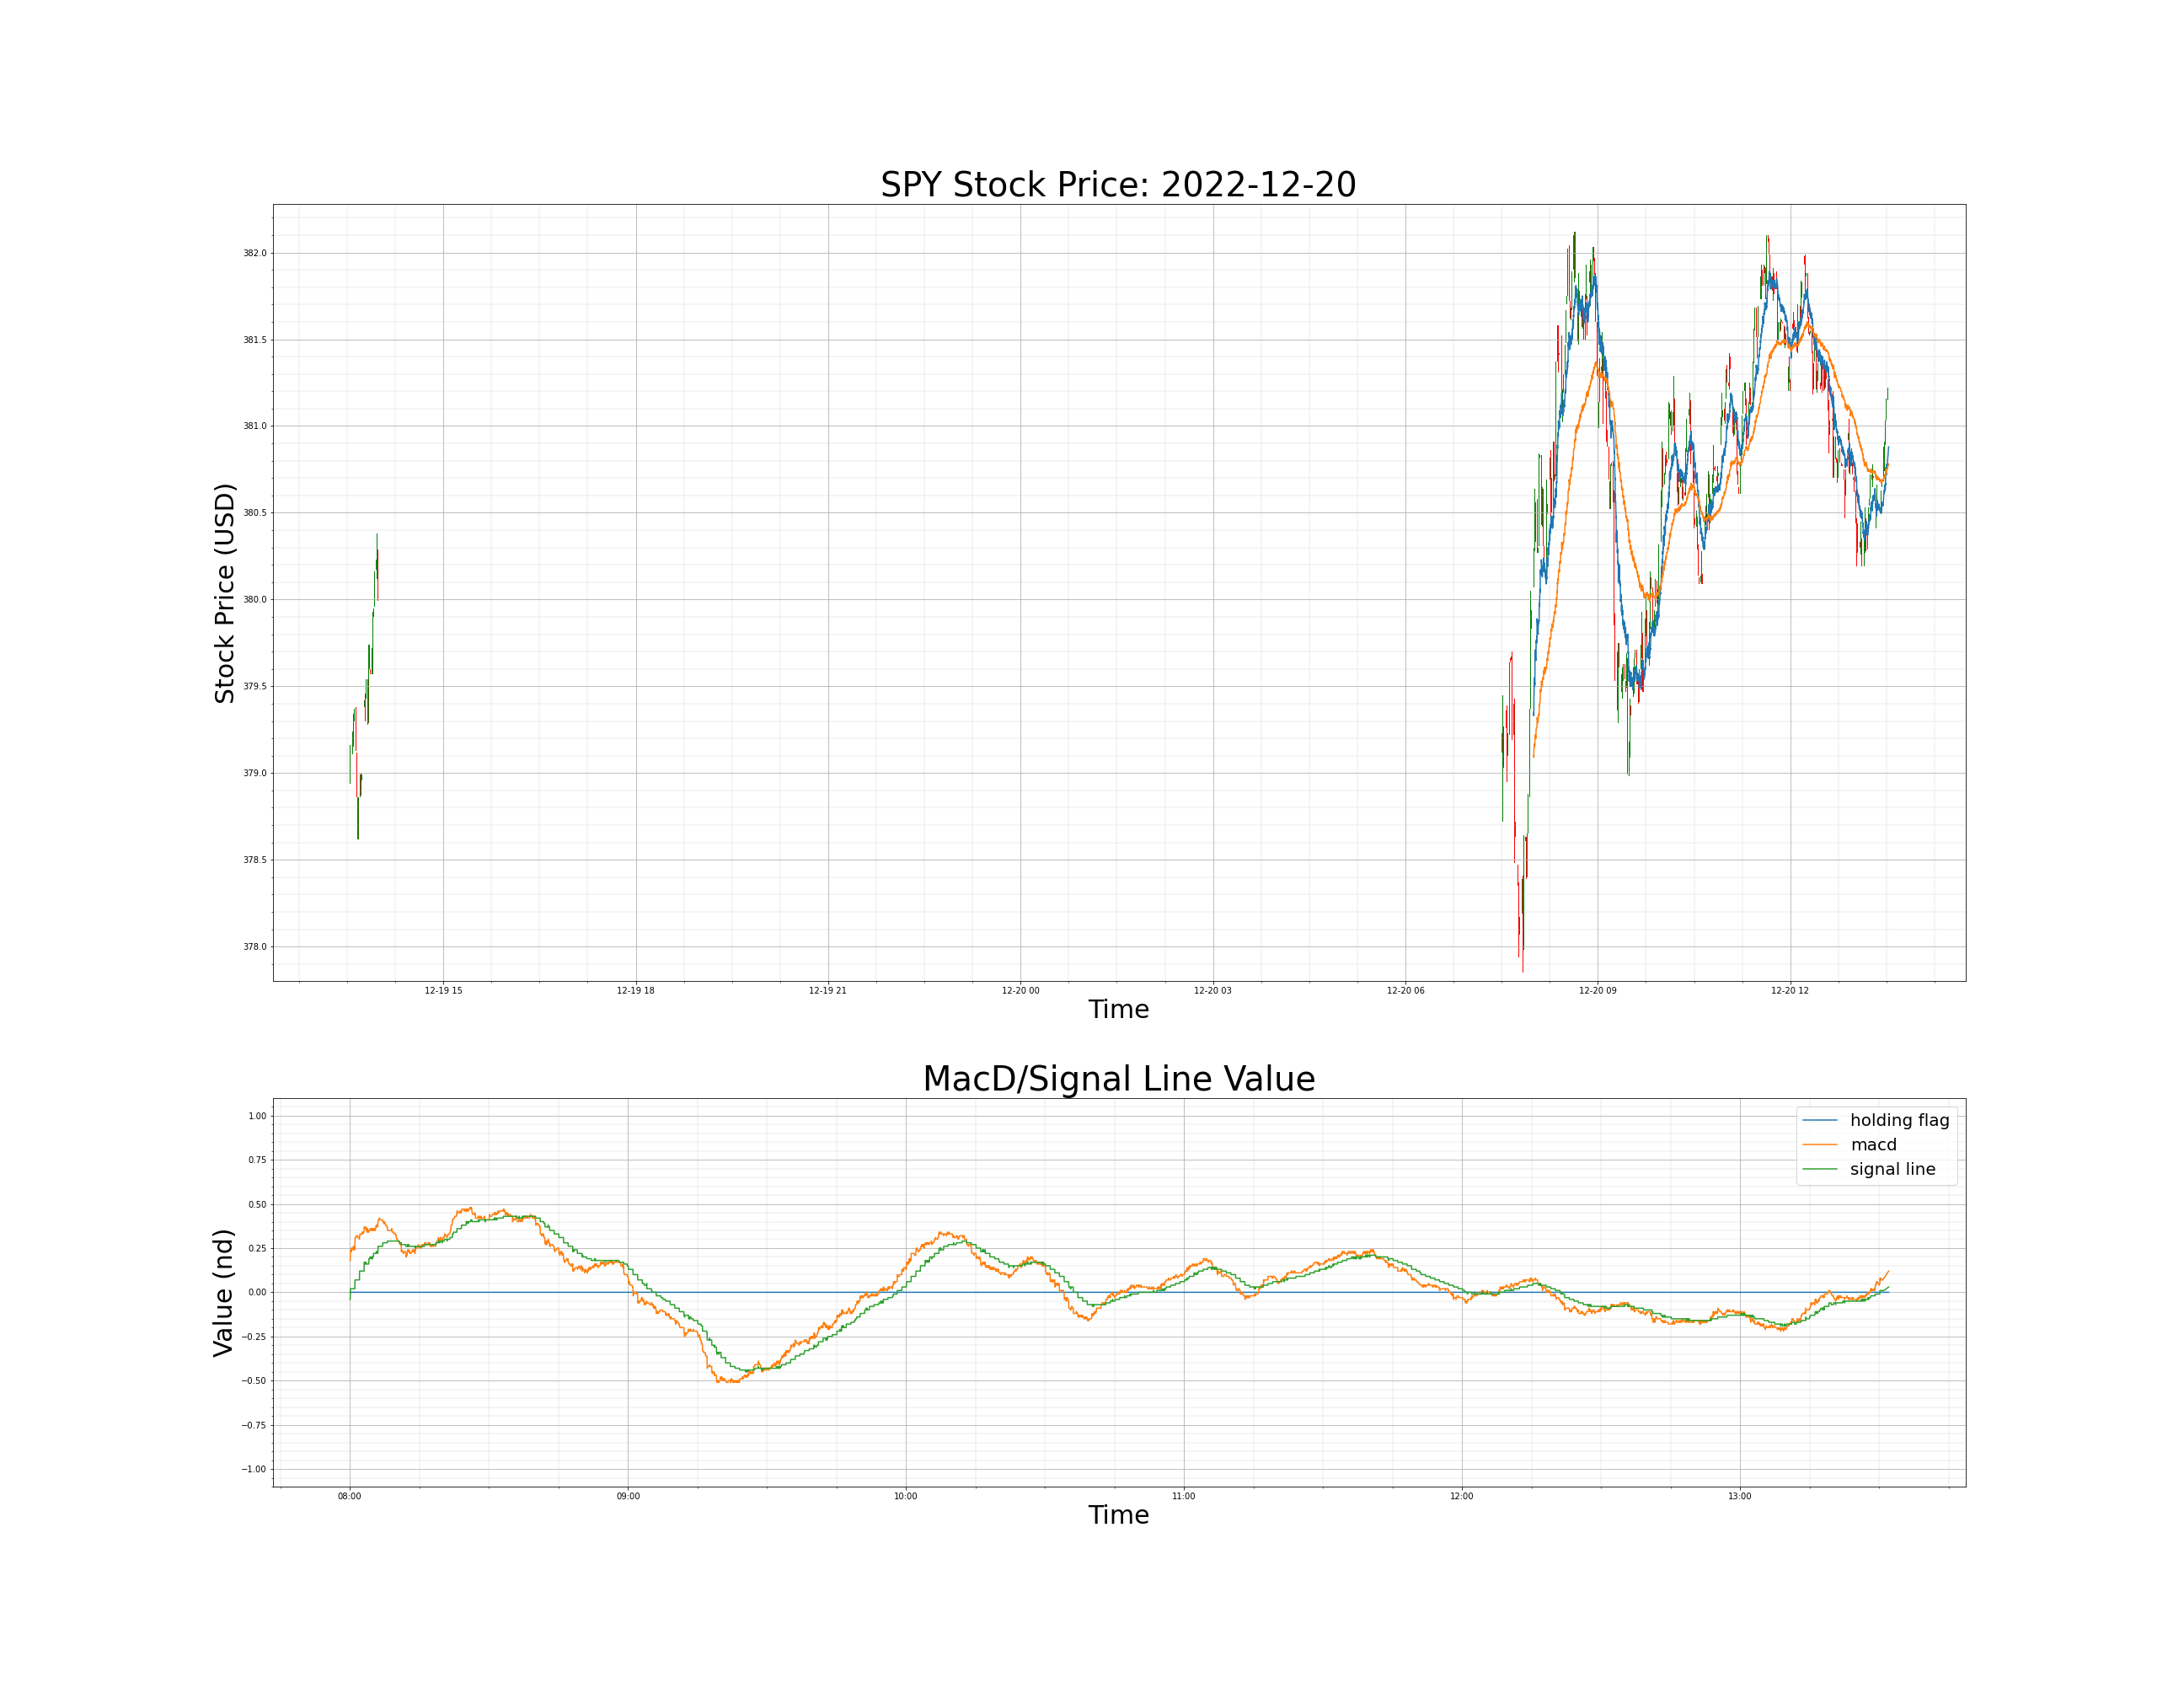 SPY Stock Price: 2022-12-20
Stock Price (USD)
382.0
381.5
381.0
380.5
380.0
379.5
379.0
378.5
378.0
12-19 15 12-19 18 12-19 21 12-20 00 12-20 03 12-20 06 12-20 09 12-20 12
Time
MacD/Signal Line Value
Value (nd)
1.00
0.75
0.50
0.25
0.00
−0.25
−0.50
−0.75
−1.00
holding flag
macd
signal line
08:00 09:00 10:00 11:00 12:00 13:00
Time